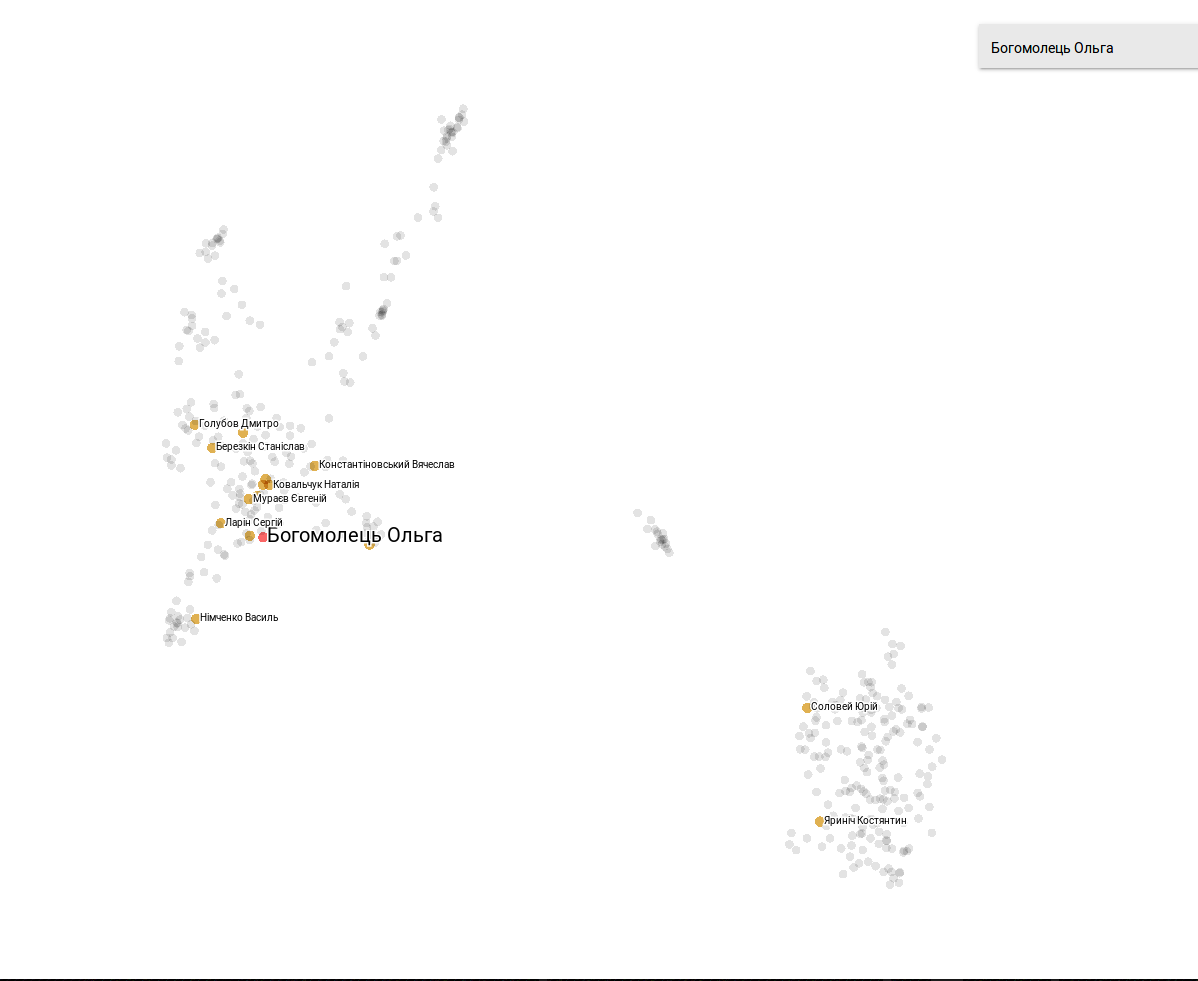 Богомолець Ольга
Голубов Дмитро
Березкін Станіслав
Константіновський Вячеслав
Ковальчук Наталія
Мураєв Євгеній
Ларін Сергій
Богомолець Ольга
Німченко Василь
Соловей Юрій
Яриніч Костянтин